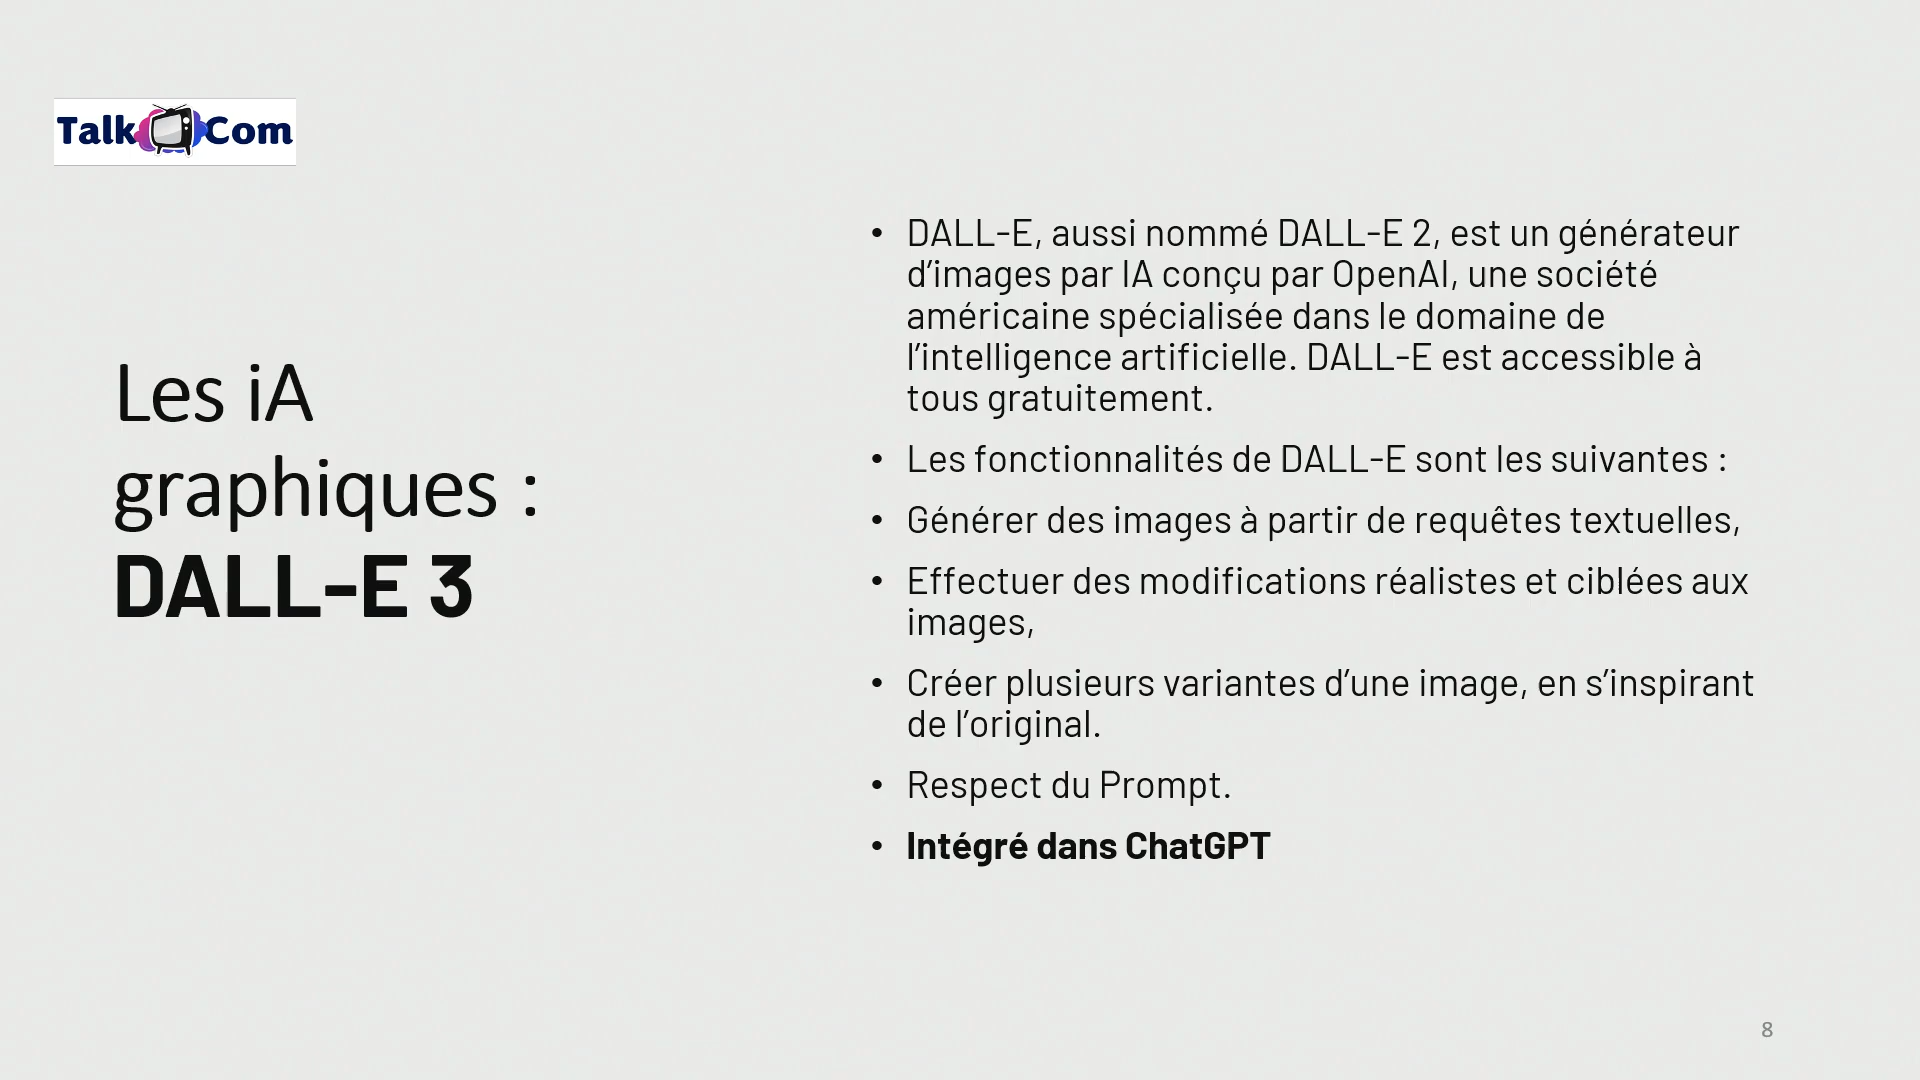 Talk Com
Les iA
graphiques :
DALL-E 3
• DALL-E, aussi nommé DALL-E 2, est un générateur
d’images par IA conçu par OpenAI, une société
américaine spécialisée dans le domaine de
l’intelligence artificielle. DALL-E est accessible à
tous gratuitement.
• Les fonctionnalités de DALL-E sont les suivantes :
• Générer des images à partir de requêtes textuelles,
• Effectuer des modifications réalistes et ciblées aux
images,
• Créer plusieurs variantes d’une image, en s’inspirant
de l’original.
• Respect du Prompt.
• Intégré dans ChatGPT
8